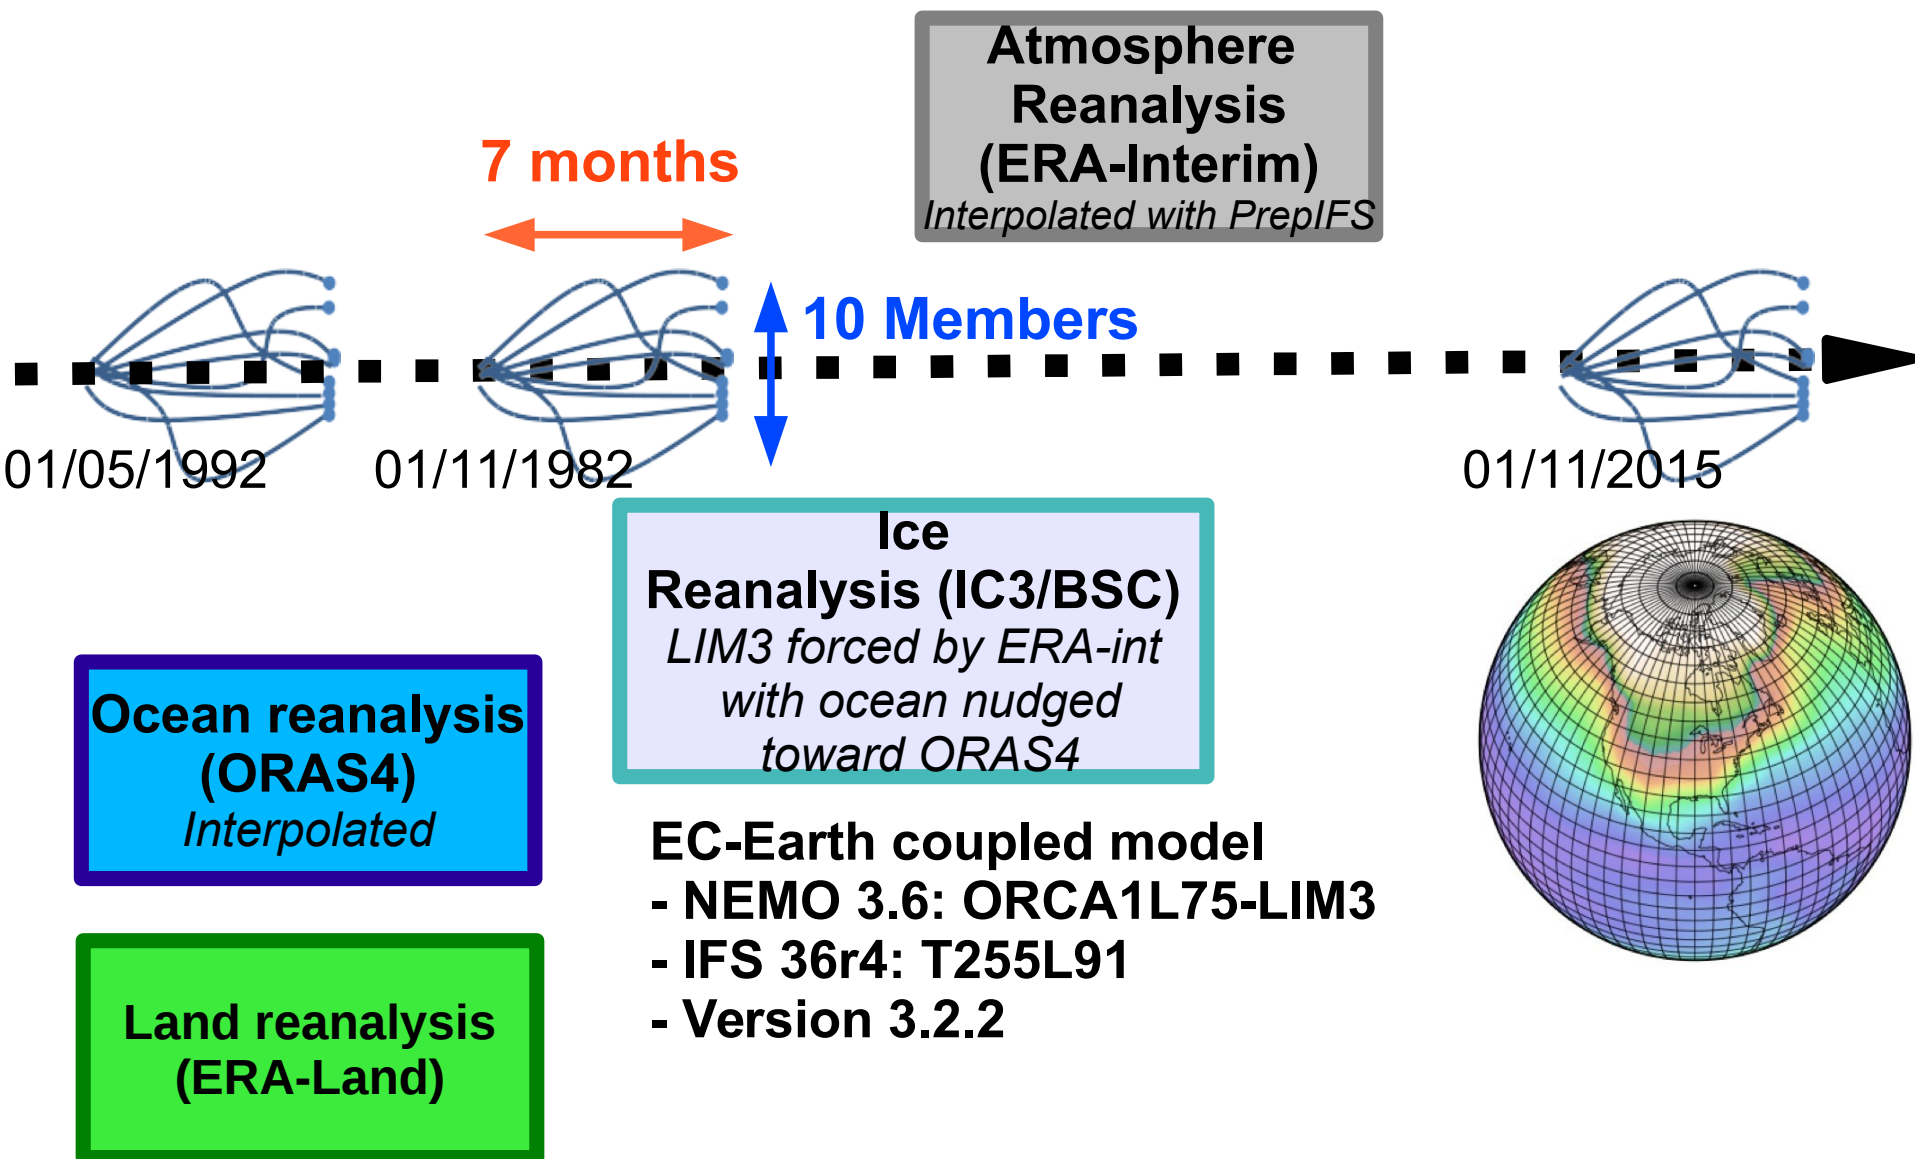 Atmosphere
Reanalysis
(ERA-Interim)
Interpolated with PrepIFS
7 months
10 Members
01/05/1992
01/11/1982
01/11/2015
Ice
Reanalysis (IC3/BSC)
LIM3 forced by ERA-int
with ocean nudged
toward ORAS4
Ocean reanalysis
(ORAS4)
Interpolated
EC-Earth coupled model
- NEMO 3.6: ORCA1L75-LIM3
- IFS 36r4: T255L91
- Version 3.2.2
Land reanalysis
(ERA-Land)